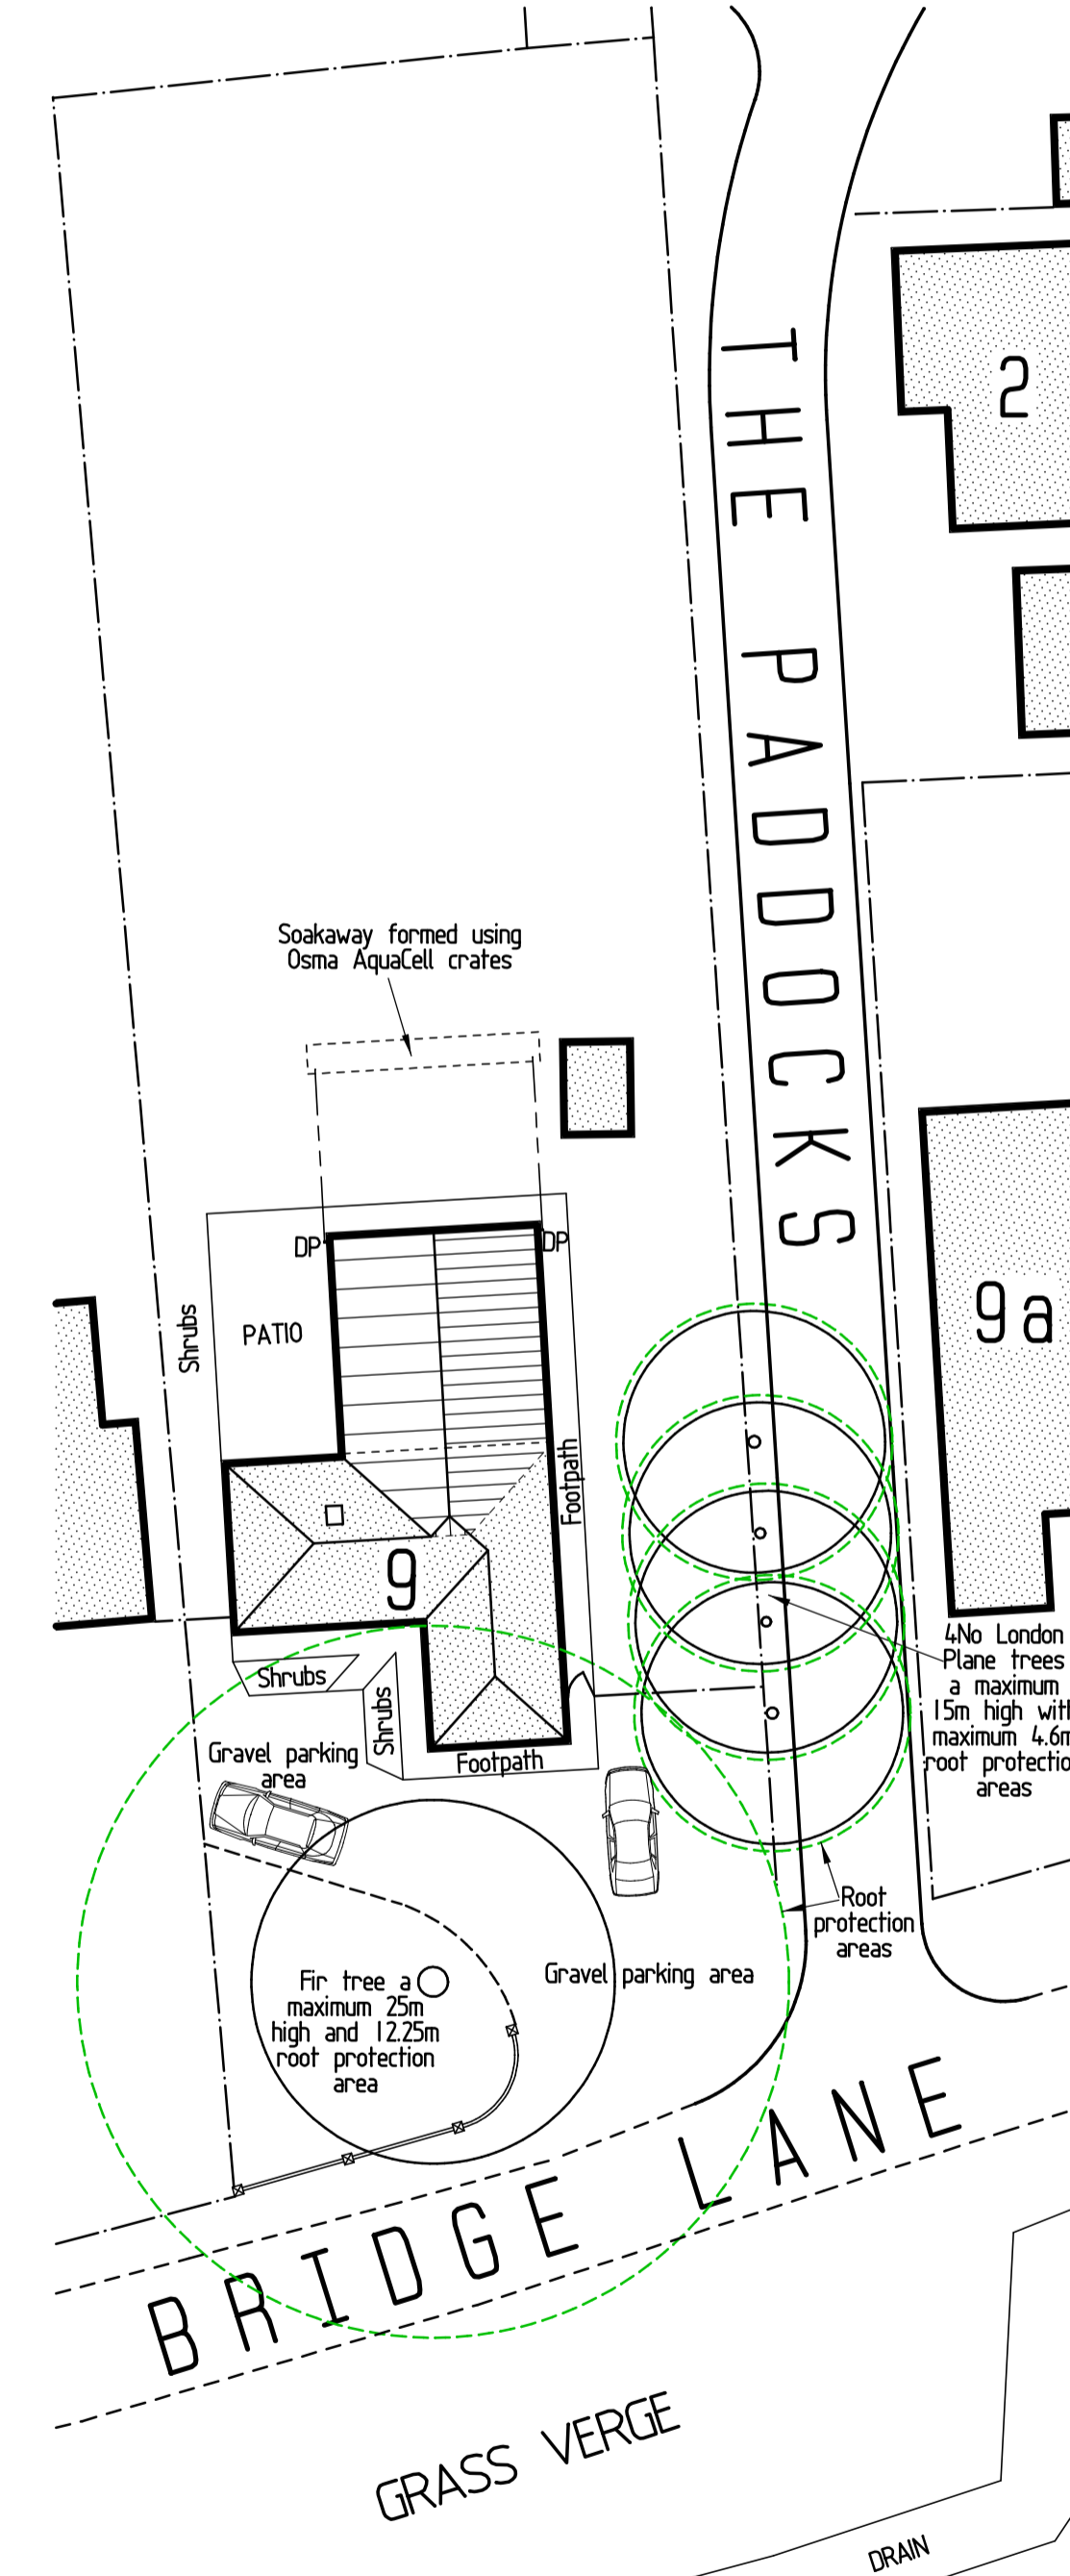 THE PADDOCKS
2
Soakaway formed using
Osma AquaCell crates
DP
DP
Shrubs
PATIO
9a
Footpath
9
4No London
Plane trees
a maximum
15m high with
maximum 4.6m
root protectio
areas
Shrubs
Shrubs
Gravel parking
area
Footpath
Root
protection
areas
Gravel parking area
Fir tree a
maximum 25m
high and 12.25m
root protection
area
BRIDGE LANE
GRASS VERGE
DRAIN